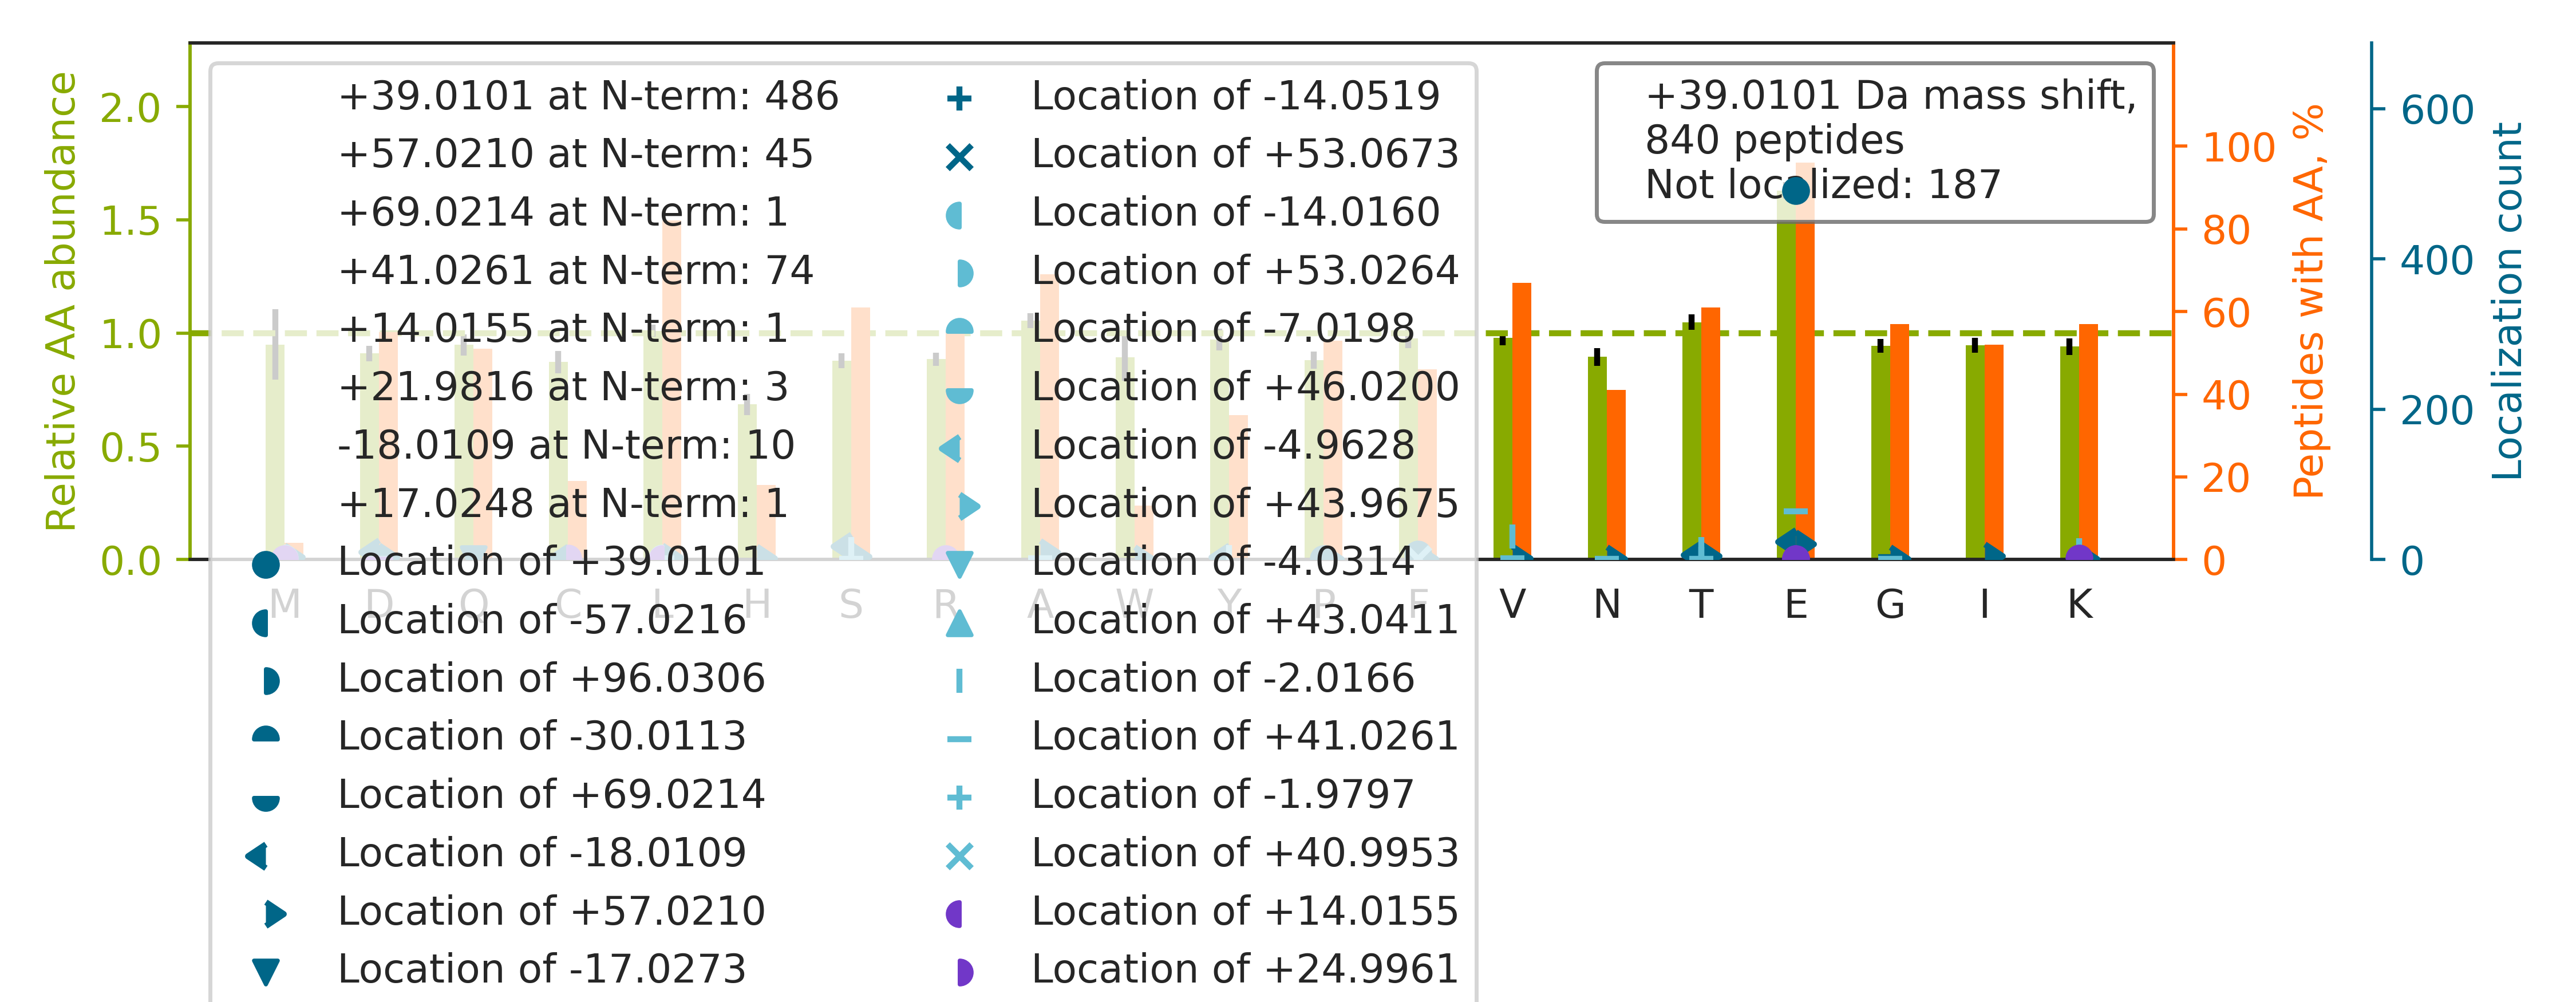 Relative AA abundance
2.0
1.5
1.0
0.5
0.0
+39.0101 at N-term: 486
+57.0210 at N-term: 45
+69.0214 at N-term: 1
+41.0261 at N-term: 74
+14.0155 at N-term: 1
+21.9816 at N-term: 3
-18.0109 at N-term: 10
+17.0248 at N-term: 1
Location of +39.0101
Location of -57.0216
Location of +96.0306
Location of -30.0113
Location of +69.0214
Location of -18.0109
Location of +57.0210
Location of -17.0273
Location of -14.0519
Location of +53.0673
Location of -14.0160
Location of +53.0264
Location of -7.0198
Location of +46.0200
Location of -4.9628
Location of +43.9675
Location of -4.0314
Location of +43.0411
Location of -2.0166
Location of +41.0261
Location of -1.9797
Location of +40.9953
Location of +14.0155
Location of +24.9961
+39.0101 Da mass shift,
840 peptides
Not localized: 187
M D Q C L H S R A W Y P F V N T E G I K
100
80
60
40
20
0
Peptides with AA, %
600
400
200
0
Localization count